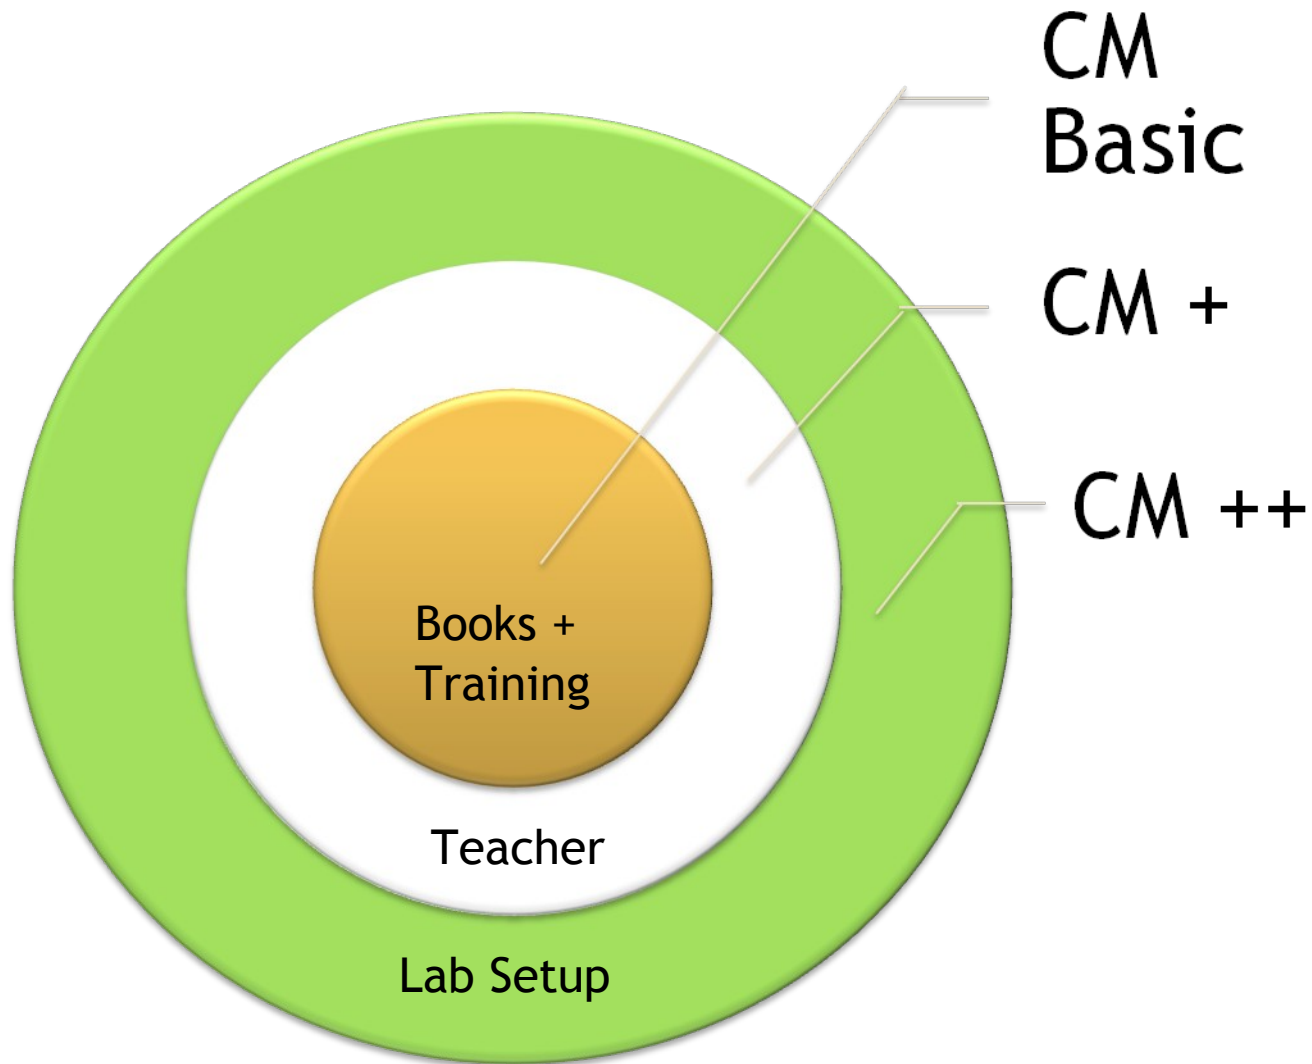 CM
Basic
CM +
CM ++
Books +
Training
Teacher
Lab Setup